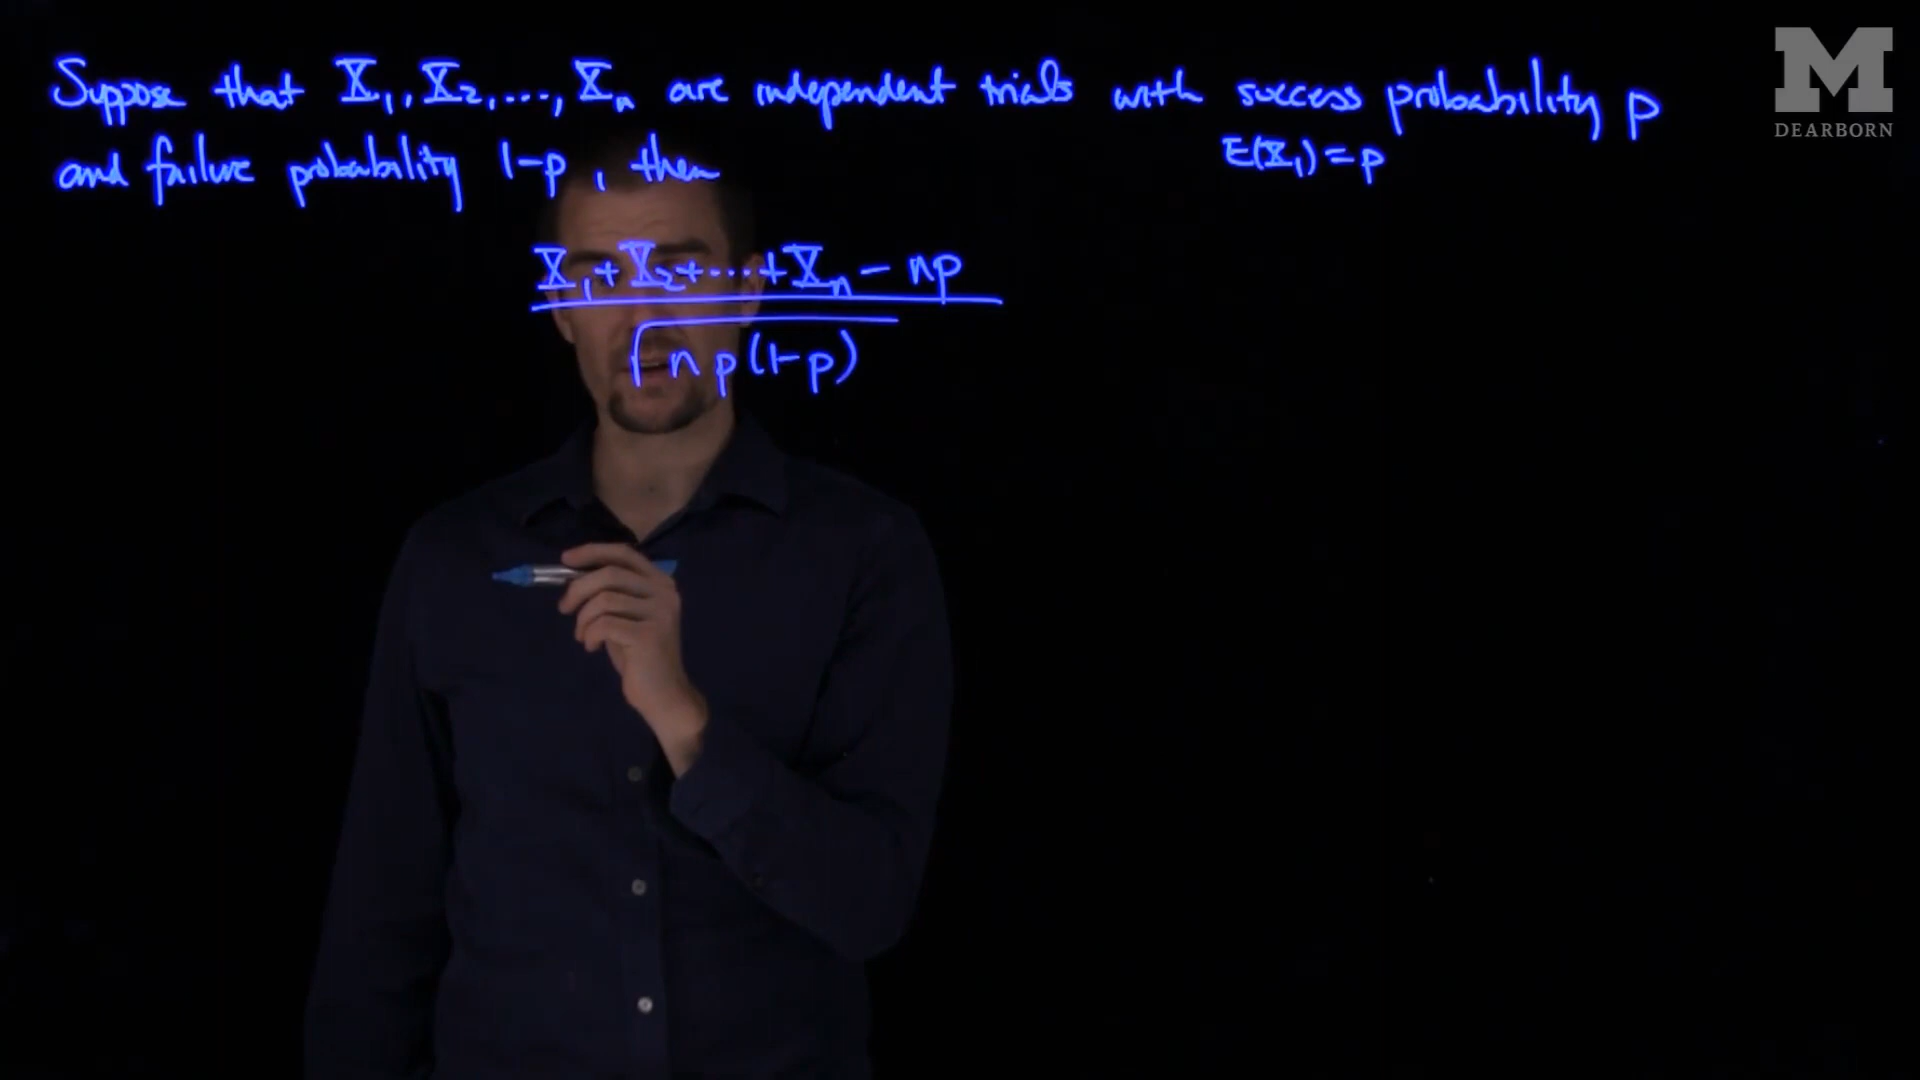 Suppose that X₁, X₂, ..., Xₙ are independent trials with success probability p
and failure probability 1-p, then
E(X₁) = p
X₁+X₂+···+Xₙ - np
√np(1-p)
M
DEARBORN